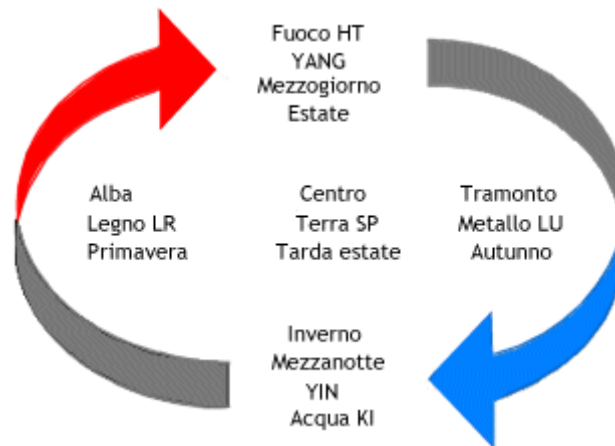 Fuoco HT
YANG
Mezzogiorno
Estate
Alba
Legno LR
Primavera
Centro
Terra SP
Tarda estate
Tramonto
Metallo LU
Autunno
Inverno
Mezzanotte
YIN
Acqua KI